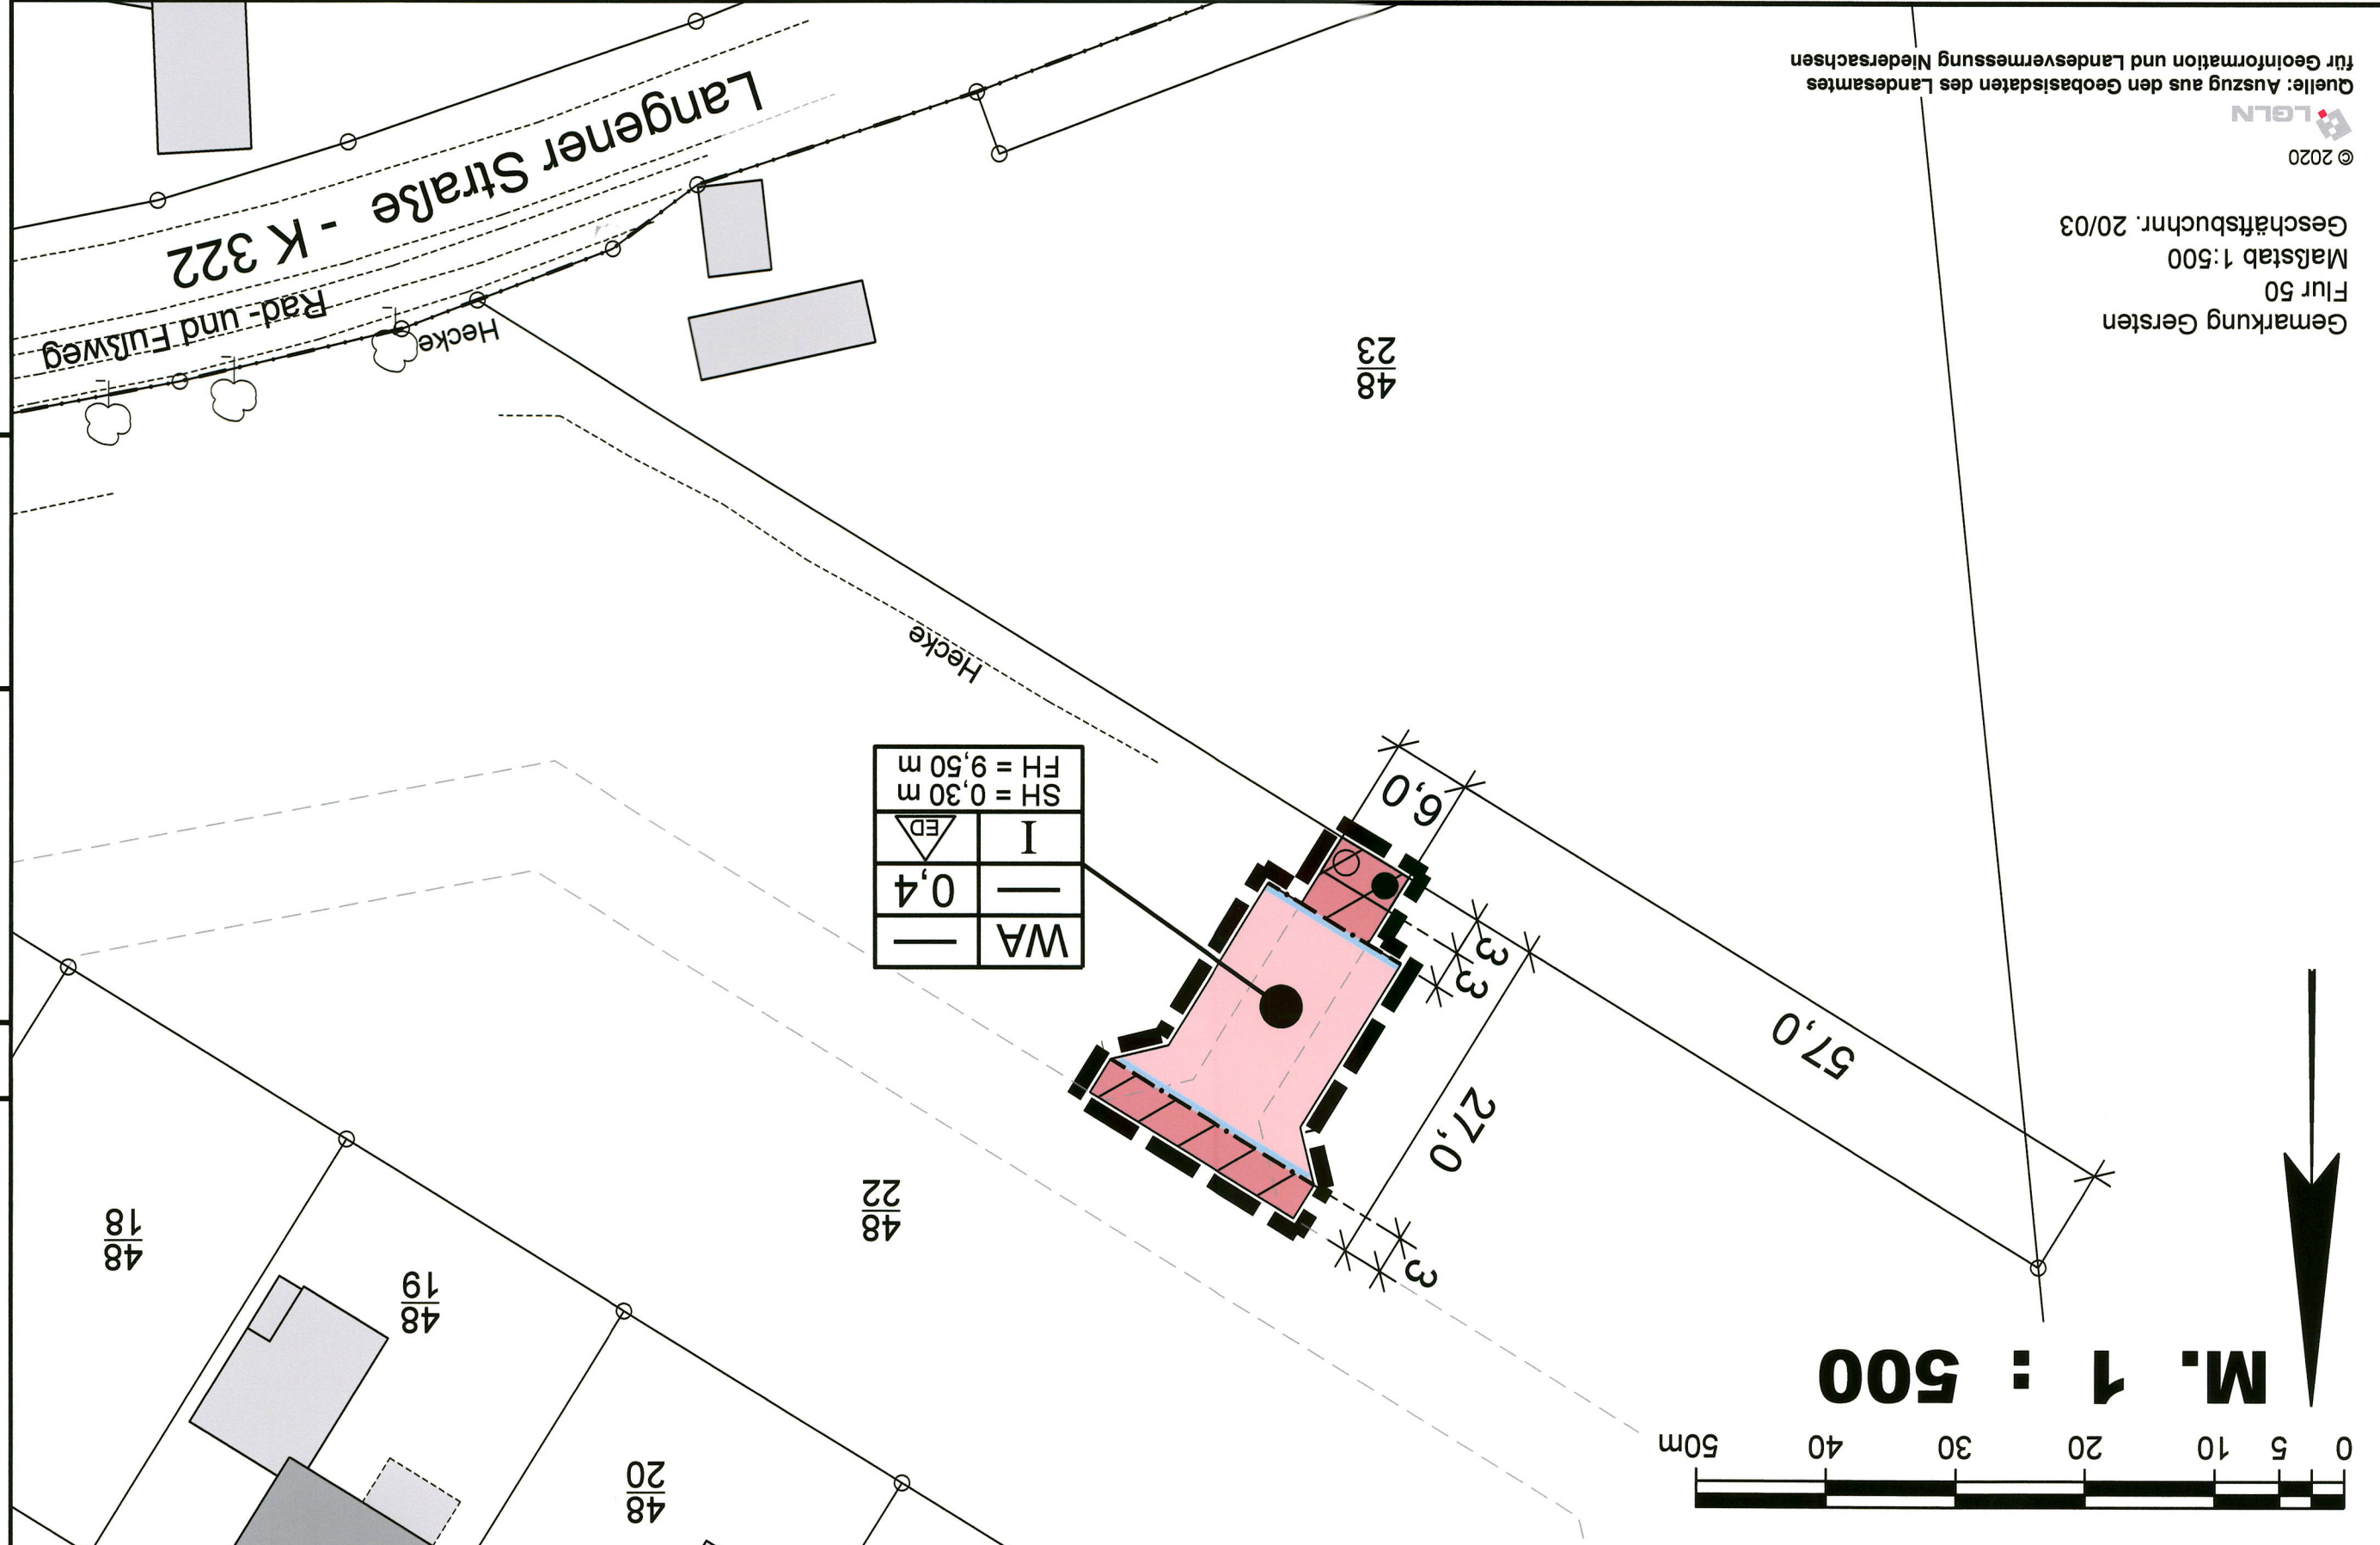 0 5 10 20 30 40 50m
M. 1 : 500
48
20
48
19
48
18
48
22
3
27,0
57,0
3
3
6,0
WA —
— 0,4
I ED
SH = 0,30 m
FH = 9,50 m
Hecke
48
23
Hecke
Rad- und Fußweg
Langener Straße - K 322
Gemarkung Gersten
Flur 50
Maßstab 1:500
Geschäftsbuchnr. 20/03
© 2020
LGLN
Quelle: Auszug aus den Geobasisdaten des Landesamtes
für Geoinformation und Landesvermessung Niedersachsen